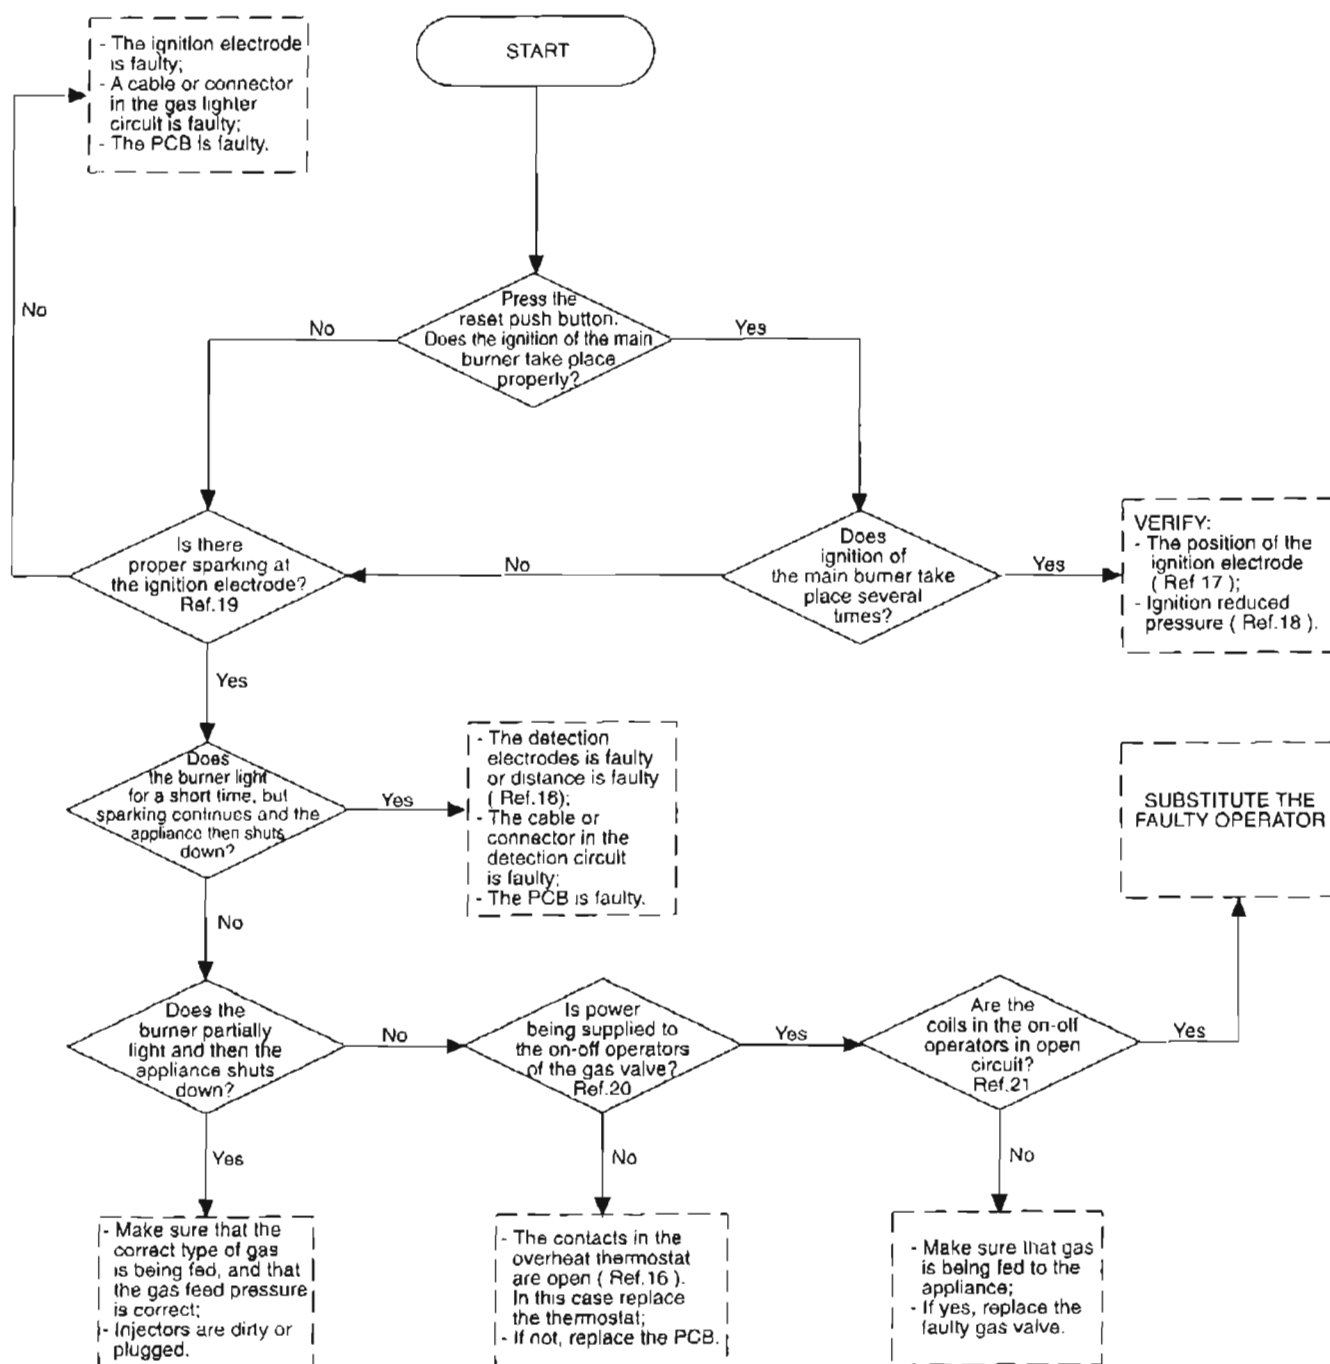 - The ignition electrode
is faulty;
- A cable or connector
in the gas lighter
circuit is faulty;
- The PCB is faulty.
START
No
Press the
reset push button.
Does the ignition of the main
burner take place
properly?
No
Yes
Is there
proper sparking at
the ignition electrode?
Ref.19
No
Does
ignition of
the main burner take
place several
times?
Yes
VERIFY:
- The position of the
ignition electrode
( Ref 17 );
- Ignition reduced
pressure ( Ref.18 ).
Yes
Does
the burner light
for a short time, but
sparking continues and the
appliance then shuts
down?
Yes
- The detection
electrodes is faulty
or distance is faulty
( Ref.18);
- The cable or
connector in the
detection circuit
is faulty;
- The PCB is faulty.
SUBSTITUTE THE
FAULTY OPERATOR
No
Does the
burner partially
light and then the
appliance shuts
down?
No
Is power
being supplied to
the on-off operators
of the gas valve?
Ref.20
Yes
Are the
coils in the on-off
operators in open
circuit?
Ref.21
Yes
Yes
No
No
- Make sure that the
correct type of gas
is being fed, and that
the gas feed pressure
is correct;
- Injectors are dirty or
plugged.
- The contacts in the
overheat thermostat
are open ( Ref.16 ).
In this case replace
the thermostat;
- If not, replace the PCB.
- Make sure that gas
is being fed to the
appliance;
- If yes, replace the
faulty gas valve.